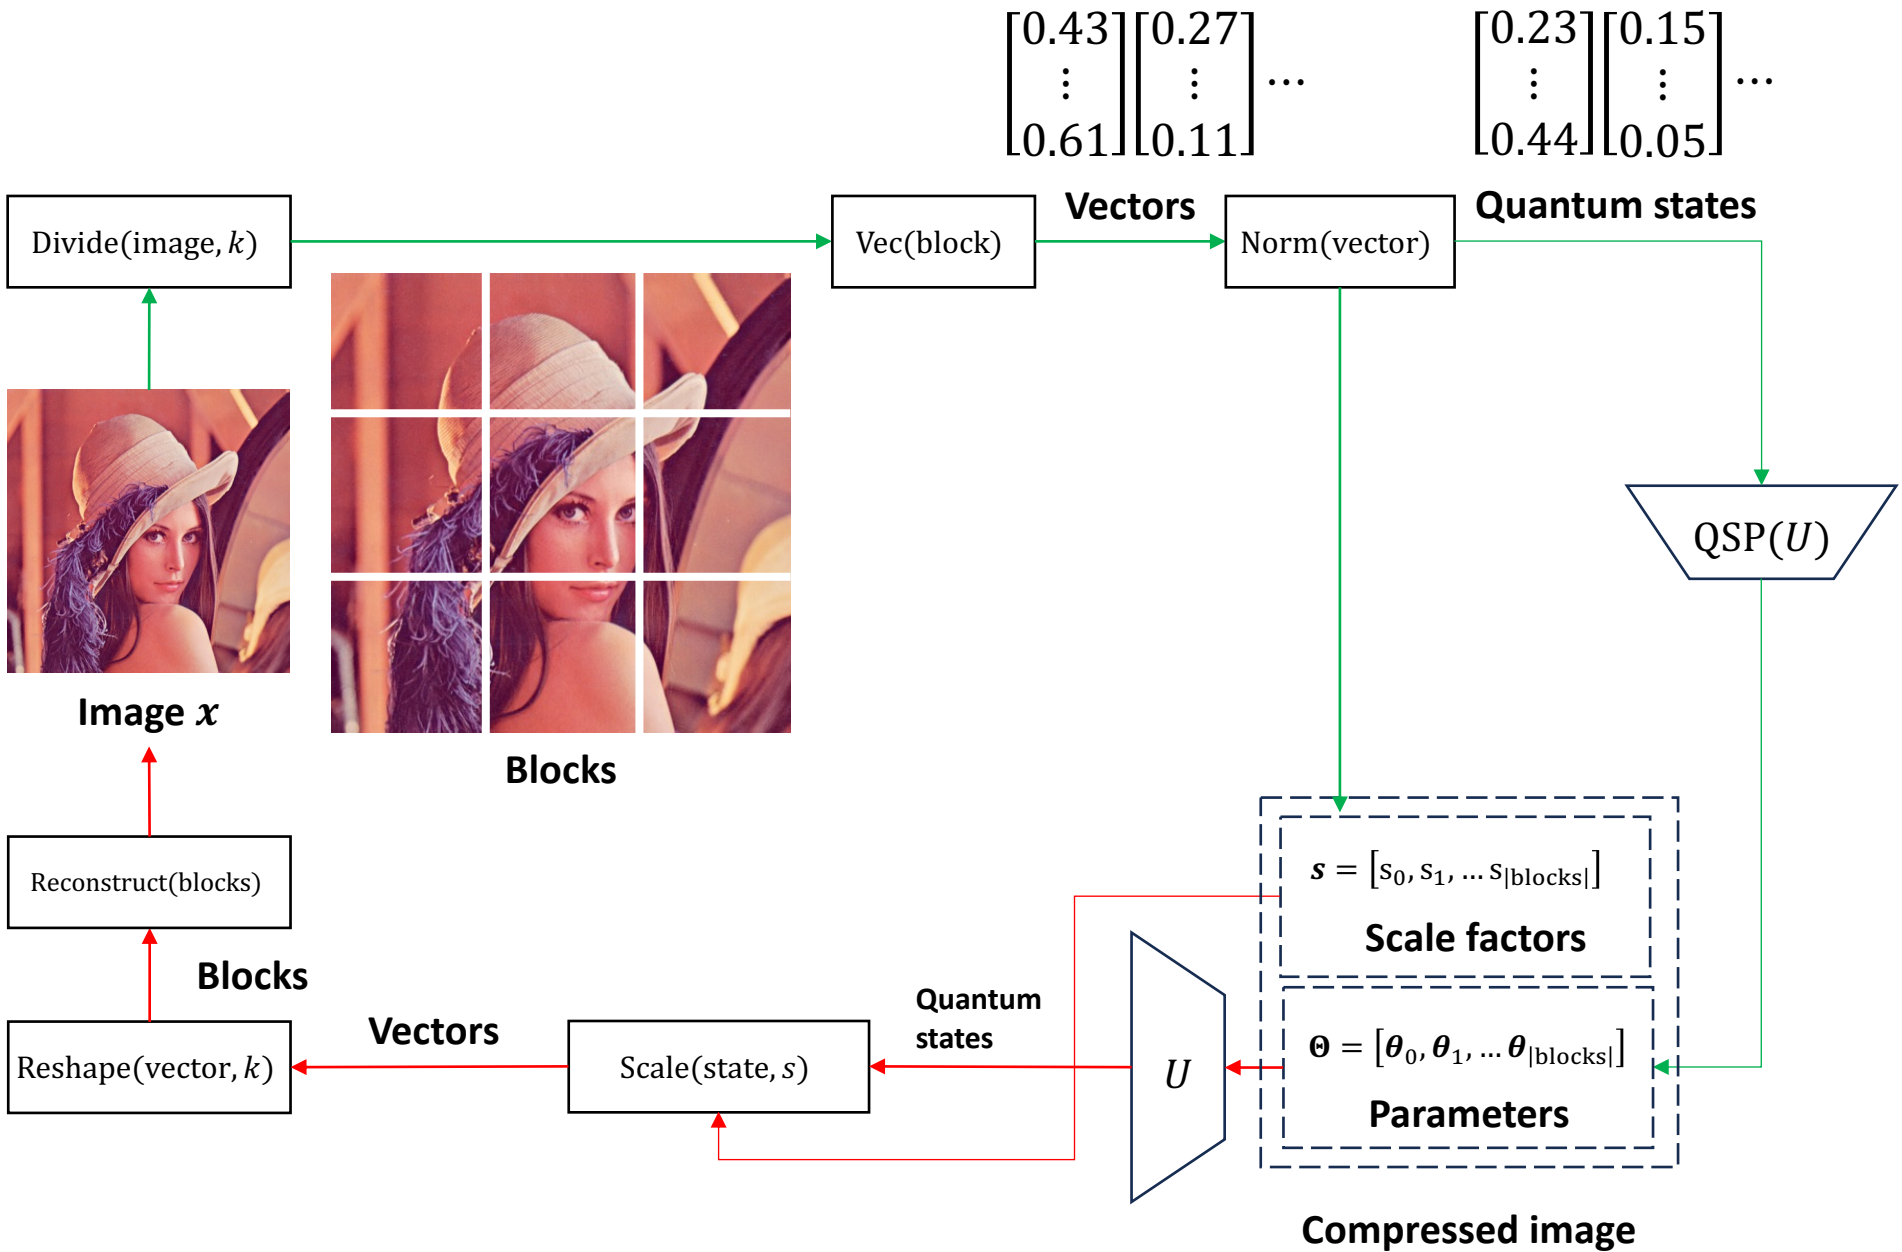 [0.43 ⋮ 0.61] [0.27 ⋮ 0.11] ⋯
[0.23 ⋮ 0.44] [0.15 ⋮ 0.05] ⋯
Divide(image, k)
Vec(block)
Vectors
Norm(vector)
Quantum states
QSP(U)
Image x
Blocks
Reconstruct(blocks)
s = [s₀, s₁, … s|blocks|]
Scale factors
Blocks
Quantum
states
Vectors
Reshape(vector, k)
Scale(state, s)
U
Θ = [θ₀, θ₁, … θ|blocks|]
Parameters
Compressed image